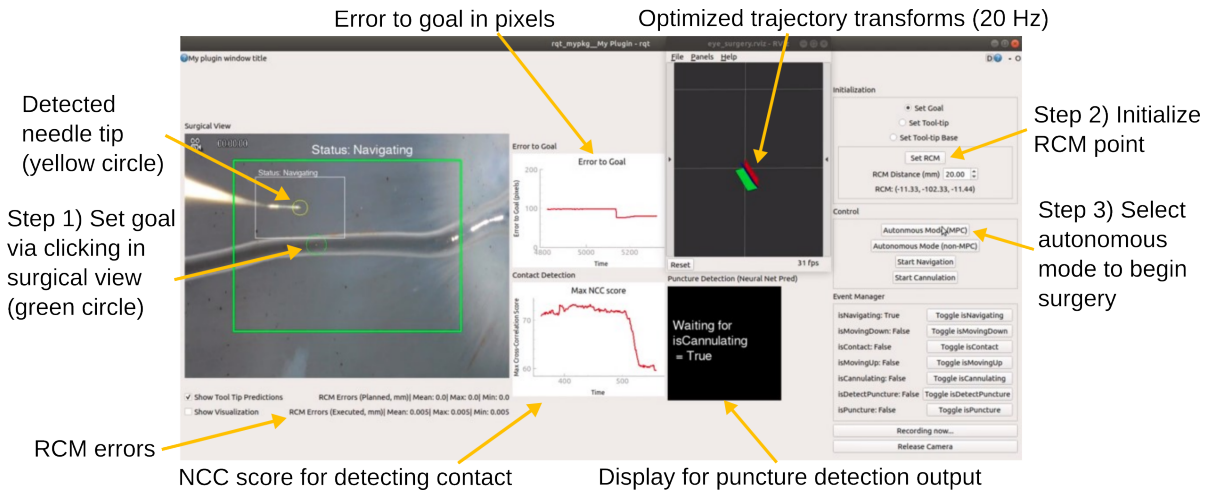 Error to goal in pixels
Optimized trajectory transforms (20 Hz)
Detected
needle tip
(yellow circle)
Step 1) Set goal
via clicking in
surgical view
(green circle)
RCM errors
NCC score for detecting contact
Display for puncture detection output
Step 2) Initialize
RCM point
Step 3) Select
autonomous
mode to begin
surgery
rqt_mypkg__My Plugin - rqt
eye_surgery.rviz - RViz
My plugin window title
D
- O
File Panels Help
Surgical View
00:00:00
Status: Navigating
Status: Navigating
Show Tool Tip Predictions
Show Visualization
RCM Errors (Planned, mm)| Mean: 0.0| Max: 0.0| Min: 0.0
RCM Errors (Executed, mm)| Mean: 0.005| Max: 0.005| Min: 0.005
Error to Goal
Error to Goal
Error to Goal (pixels)
200
100
0
4800 5000 5200
Time
Contact Detection
Max NCC score
Max Cross-Correlation Score
70
60
400 500
Time
Reset
31 fps
Puncture Detection (Neural Net Pred)
Waiting for
isCannulating
= True
Initialization
Set Goal
Set Tool-tip
Set Tool-tip Base
Set RCM
RCM Distance (mm) 20.00
RCM: (-11.33, -102.33, -11.44)
Control
Autonmous Mode (MPC)
Autonomous Mode (non-MPC)
Start Navigation
Start Cannulation
Event Manager
isNavigating: True Toggle isNavigating
isMovingDown: False Toggle isMovingDown
isContact: False Toggle isContact
isMovingUp: False Toggle isMovingUp
isCannulating: False Toggle isCannulating
isDetectPuncture: False Toggle isDetectPuncture
isPuncture: False Toggle isPuncture
Recording now...
Release Camera